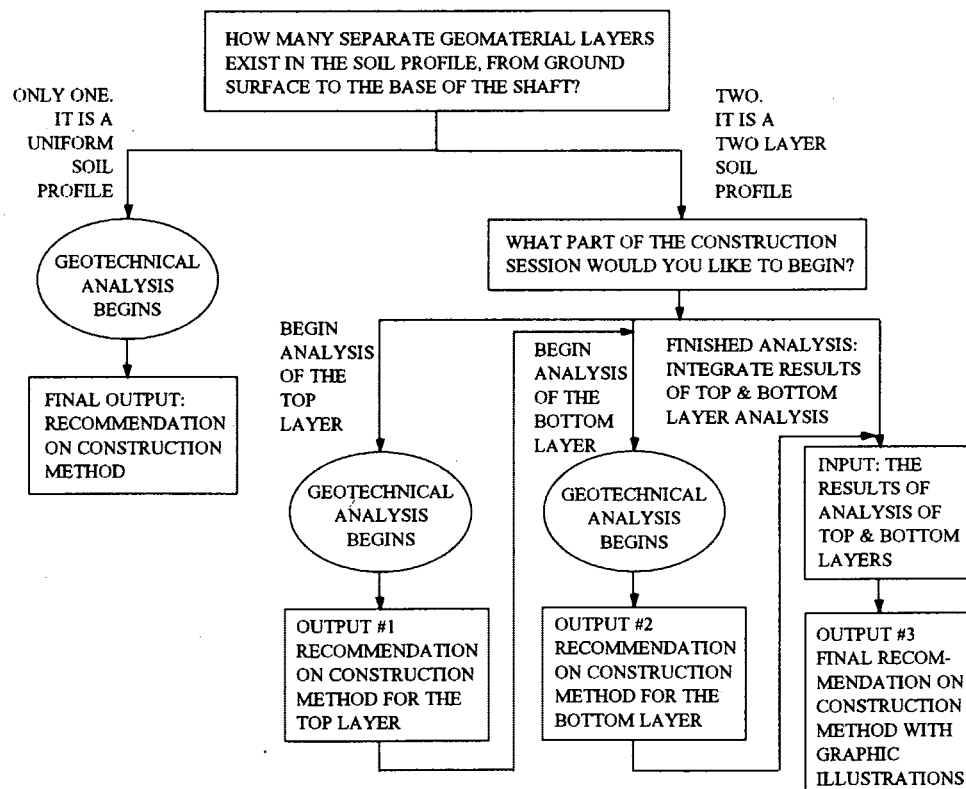 HOW MANY SEPARATE GEOMATERIAL LAYERS
EXIST IN THE SOIL PROFILE, FROM GROUND
SURFACE TO THE BASE OF THE SHAFT?
ONLY ONE.
IT IS A
UNIFORM
SOIL
PROFILE
TWO.
IT IS A
TWO LAYER
SOIL
PROFILE
GEOTECHNICAL
ANALYSIS
BEGINS
WHAT PART OF THE CONSTRUCTION
SESSION WOULD YOU LIKE TO BEGIN?
FINAL OUTPUT:
RECOMMENDATION
ON CONSTRUCTION
METHOD
BEGIN
ANALYSIS
OF THE
TOP
LAYER
BEGIN
ANALYSIS
OF THE
BOTTOM
LAYER
FINISHED ANALYSIS:
INTEGRATE RESULTS
OF TOP & BOTTOM
LAYER ANALYSIS
GEOTECHNICAL
ANALYSIS
BEGINS
GEOTECHNICAL
ANALYSIS
BEGINS
INPUT: THE
RESULTS OF
ANALYSIS OF
TOP & BOTTOM
LAYERS
OUTPUT #1
RECOMMENDATION
ON CONSTRUCTION
METHOD FOR THE
TOP LAYER
OUTPUT #2
RECOMMENDATION
ON CONSTRUCTION
METHOD FOR THE
BOTTOM LAYER
OUTPUT #3
FINAL RECOM-
MENDATION ON
CONSTRUCTION
METHOD WITH
GRAPHIC
ILLUSTRATIONS